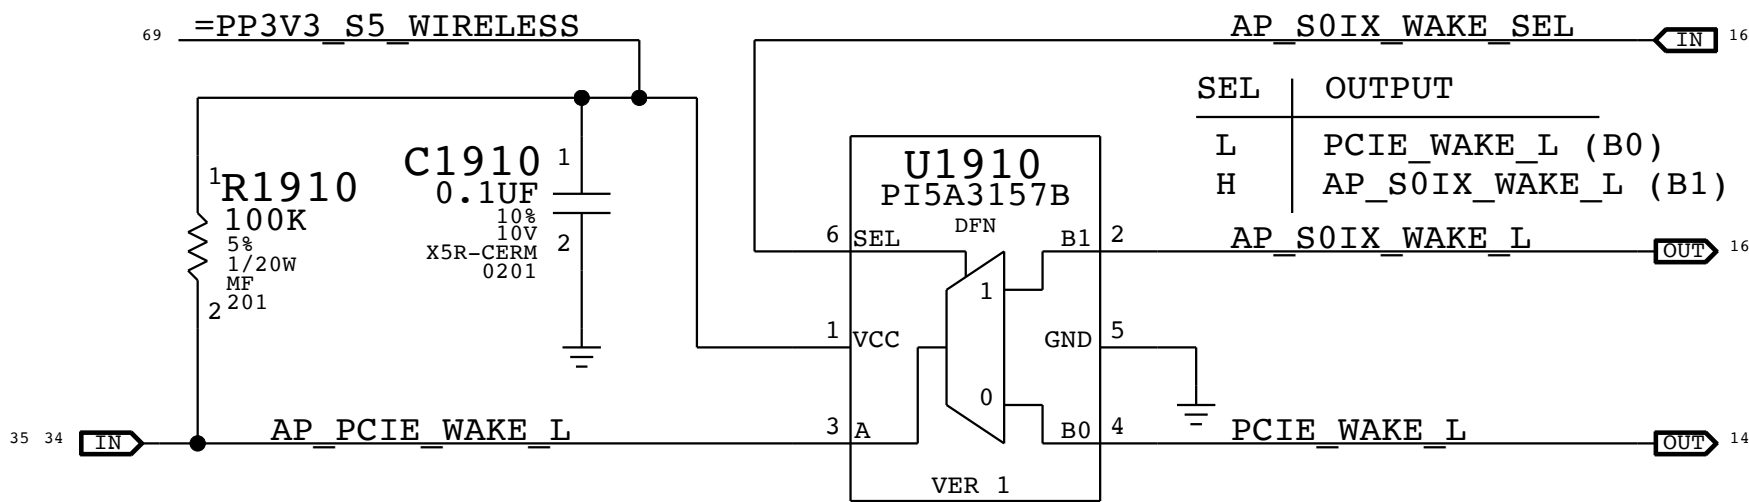 69 =PP3V3_S5_WIRELESS
AP_S0IX_WAKE_SEL IN 16
SEL OUTPUT
L PCIE_WAKE_L (B0)
H AP_S0IX_WAKE_L (B1)
1
R1910
100K
5%
1/20W
MF
201
2
C1910
0.1UF
10%
10V
X5R-CERM
0201
1
2
U1910
PI5A3157B
DFN
6 SEL
B1 2
AP_S0IX_WAKE_L OUT 16
1
1 VCC
GND 5
0
35 34 IN AP_PCIE_WAKE_L 3 A
B0 4 PCIE_WAKE_L OUT 14
VER 1